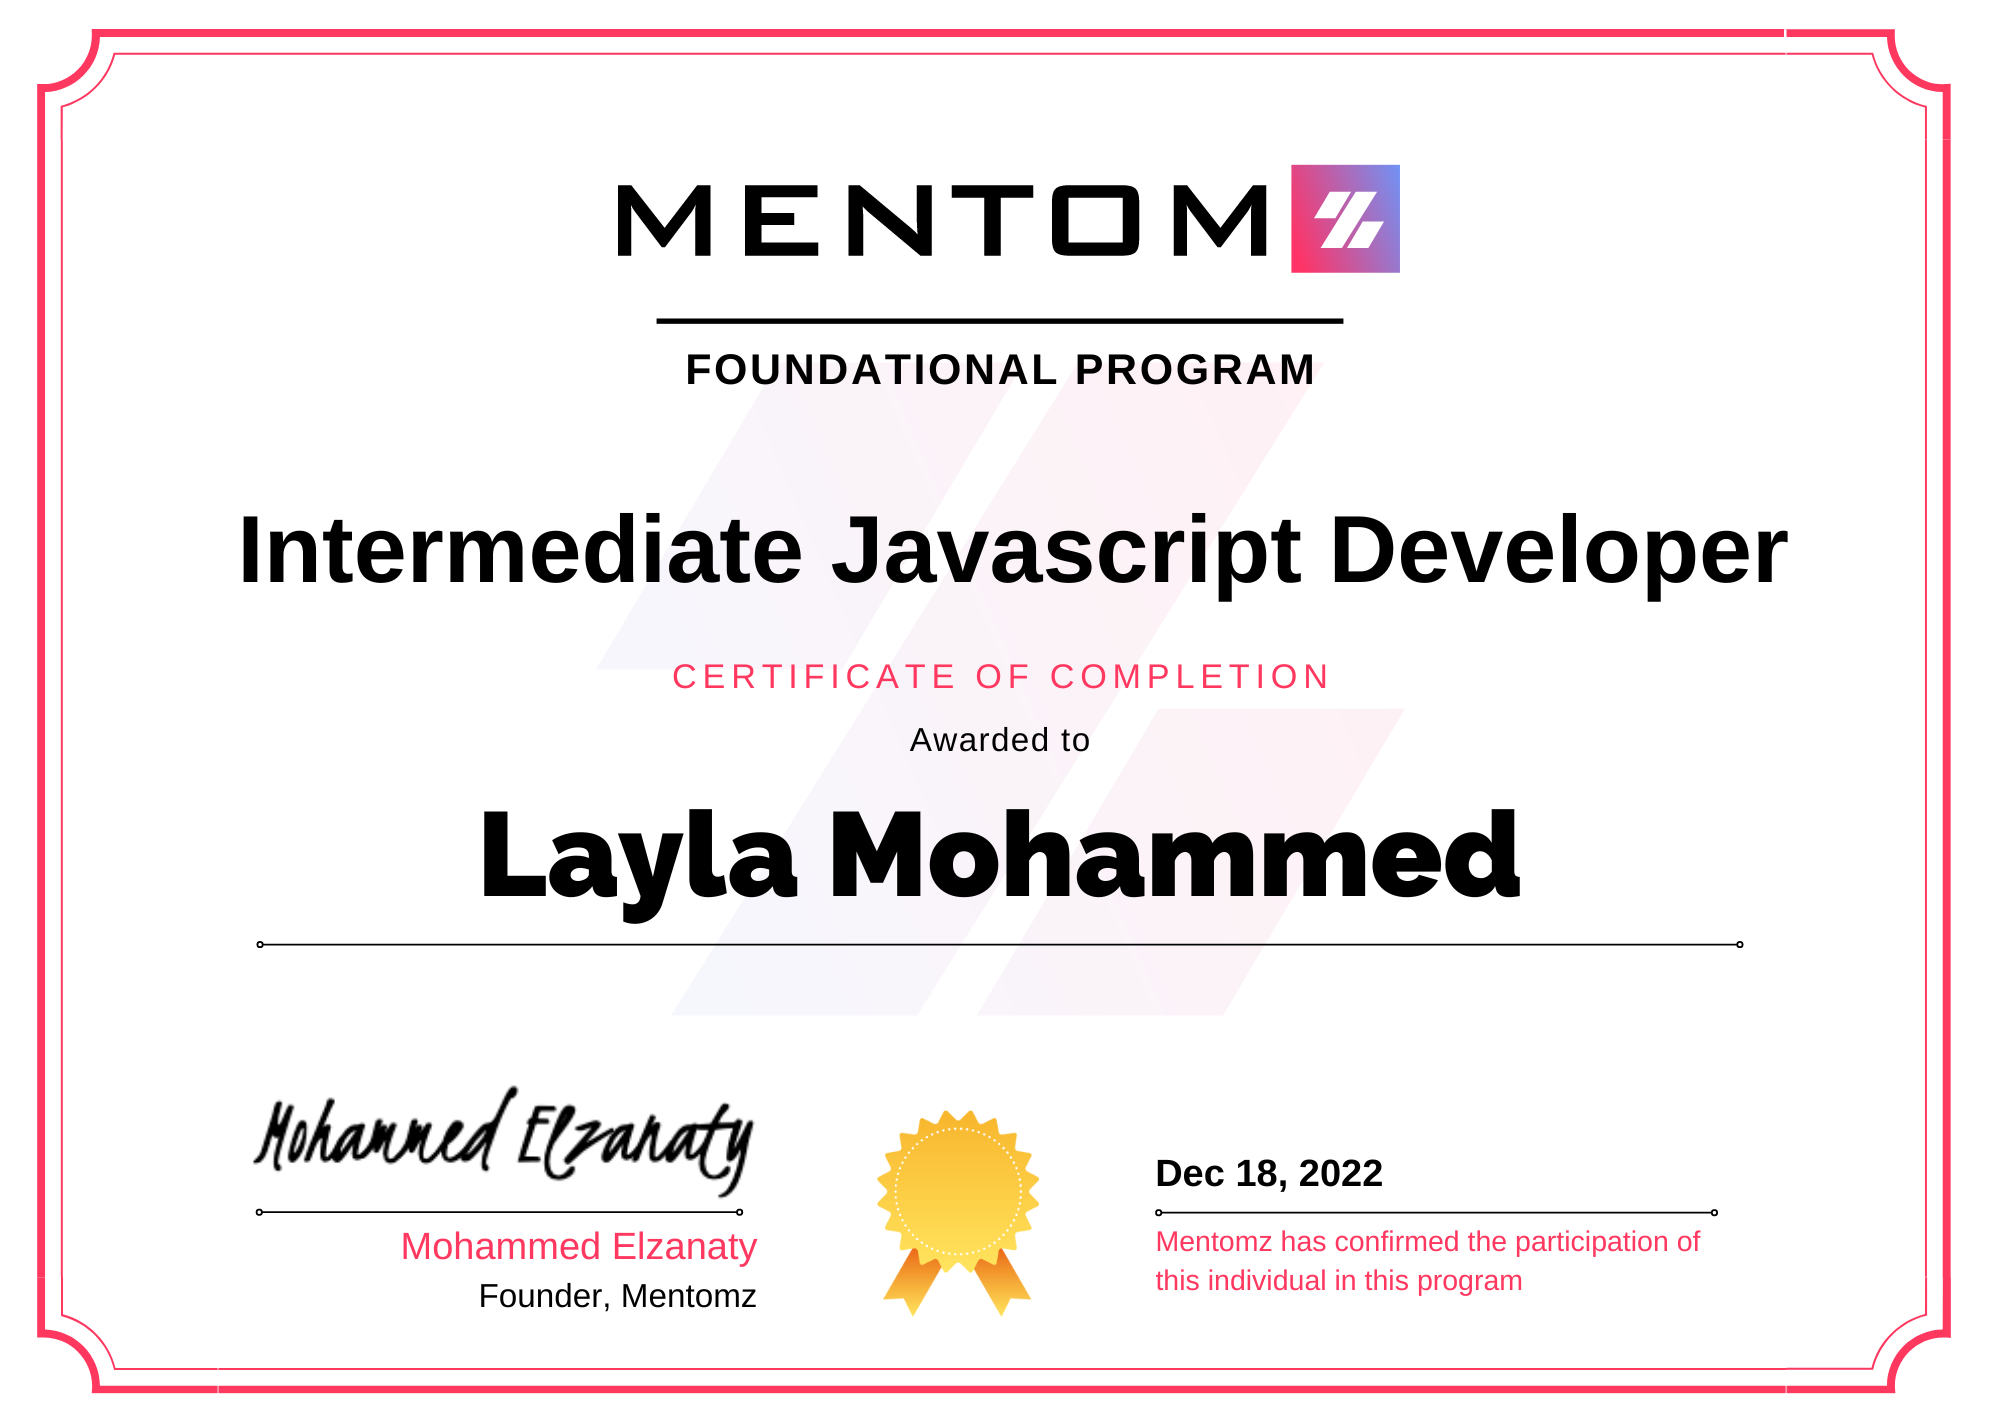 MENTOMZ
FOUNDATIONAL PROGRAM
Intermediate Javascript Developer
CERTIFICATE OF COMPLETION
Awarded to
Layla Mohammed
Mohammed Elzanaty
Mohammed Elzanaty
Founder, Mentomz
Dec 18, 2022
Mentomz has confirmed the participation of
this individual in this program